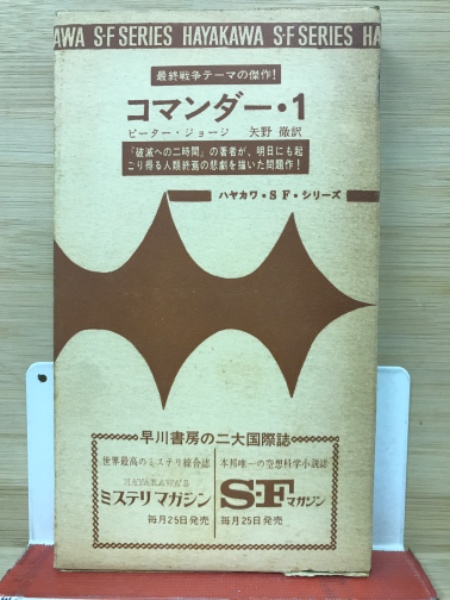 AWA S-F SERIES HAYAKAWA S-F SERIES HA
最終戦争テーマの傑作!
コマンダー・1
ピーター・ジョージ 矢野 徹訳
『破滅への二時間』の著者が、明日にも起
こり得る人類終焉の悲劇を描いた問題作!
ハヤカワ・SF・シリーズ
早川書房の二大国際誌
世界最高のミステリ綜合誌
HAYAKAWA'S
ミステリマガジン
毎月25日発売
本邦唯一の空想科学小説誌
S-Fマガジン
毎月25日発売